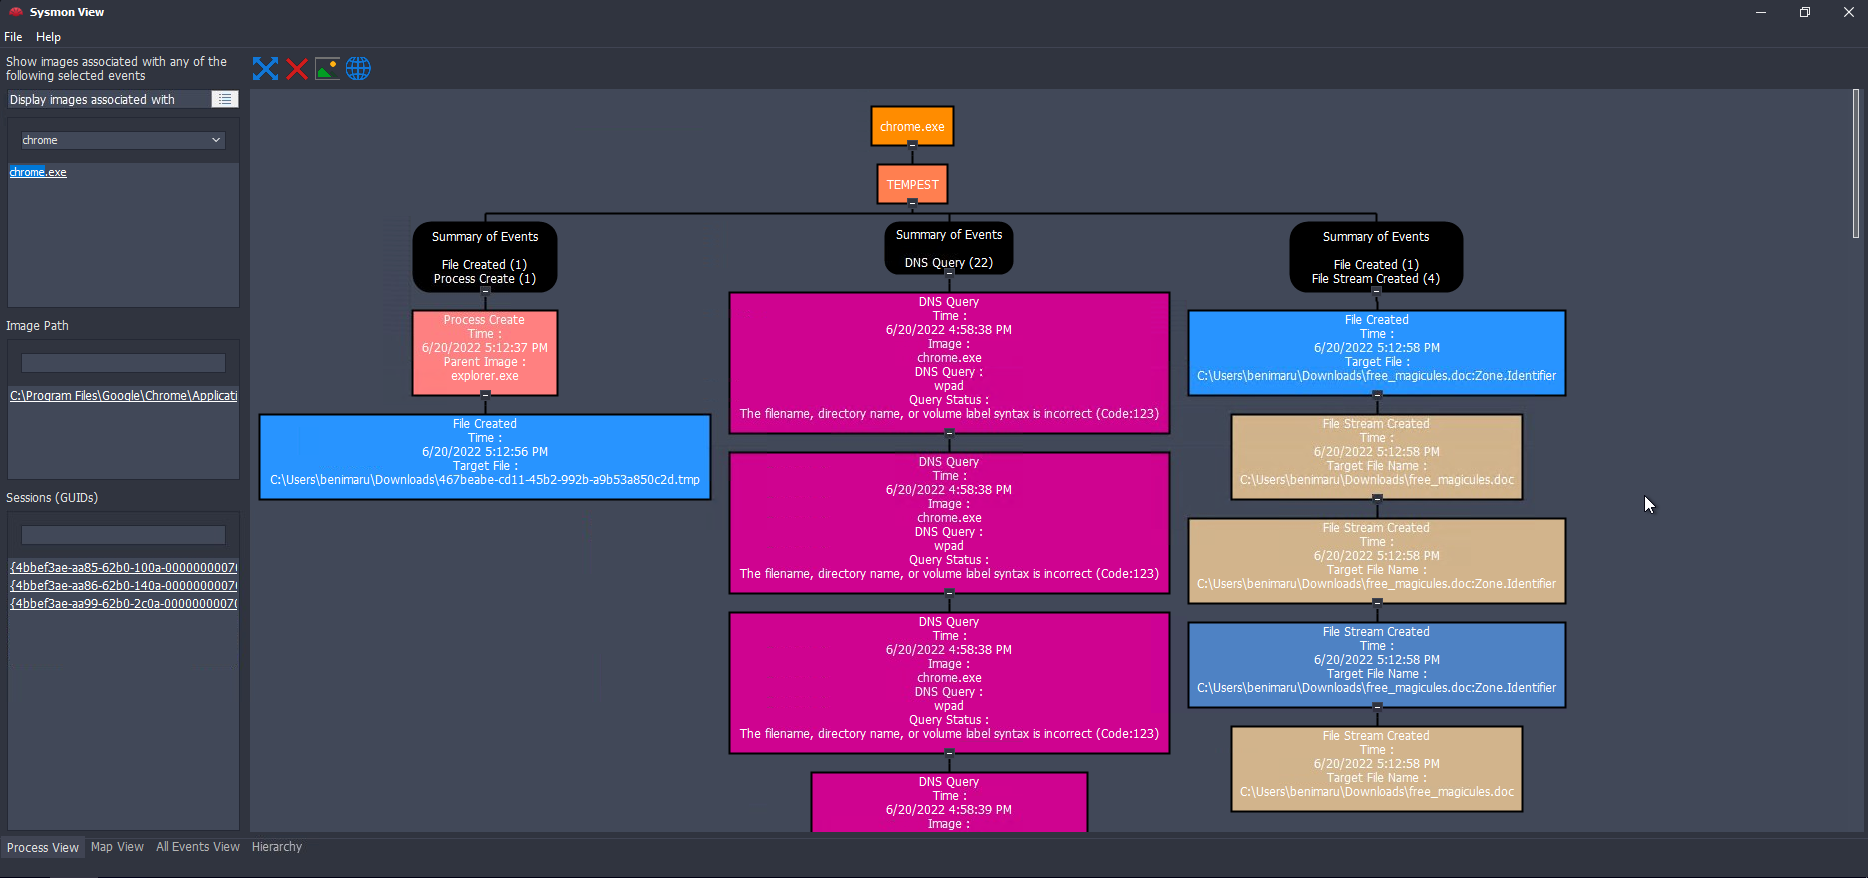 Sysmon View
File Help
Show images associated with any of the
following selected events
Display images associated with
chrome
chrome.exe
Image Path
C:\Program Files\Google\Chrome\Applicati
Sessions (GUIDs)
{4bbef3ae-aa85-62b0-100a-0000000070
{4bbef3ae-aa86-62b0-140a-0000000070
{4bbef3ae-aa99-62b0-2c0a-0000000070
chrome.exe
TEMPEST
Summary of Events
File Created (1)
Process Create (1)
Process Create
Time :
6/20/2022 5:12:37 PM
Parent Image :
explorer.exe
File Created
Time :
6/20/2022 5:12:56 PM
Target File :
C:\Users\benimaru\Downloads\467beabe-cd11-45b2-992b-a9b53a850c2d.tmp
Summary of Events
DNS Query (22)
DNS Query
Time :
6/20/2022 4:58:38 PM
Image :
chrome.exe
DNS Query :
wpad
Query Status :
The filename, directory name, or volume label syntax is incorrect (Code:123)
DNS Query
Time :
6/20/2022 4:58:38 PM
Image :
chrome.exe
DNS Query :
wpad
Query Status :
The filename, directory name, or volume label syntax is incorrect (Code:123)
DNS Query
Time :
6/20/2022 4:58:38 PM
Image :
chrome.exe
DNS Query :
wpad
Query Status :
The filename, directory name, or volume label syntax is incorrect (Code:123)
DNS Query
Time :
6/20/2022 4:58:39 PM
Image :
Summary of Events
File Created (1)
File Stream Created (4)
File Created
Time :
6/20/2022 5:12:58 PM
Target File :
C:\Users\benimaru\Downloads\free_magicules.doc:Zone.Identifier
File Stream Created
Time :
6/20/2022 5:12:58 PM
Target File Name :
C:\Users\benimaru\Downloads\free_magicules.doc
File Stream Created
Time :
6/20/2022 5:12:58 PM
Target File Name :
C:\Users\benimaru\Downloads\free_magicules.doc:Zone.Identifier
File Stream Created
Time :
6/20/2022 5:12:58 PM
Target File Name :
C:\Users\benimaru\Downloads\free_magicules.doc:Zone.Identifier
File Stream Created
Time :
6/20/2022 5:12:58 PM
Target File Name :
C:\Users\benimaru\Downloads\free_magicules.doc
Process View Map View All Events View Hierarchy